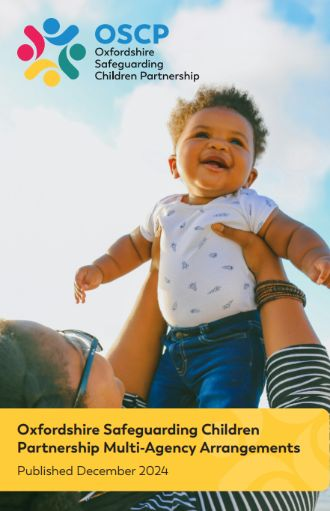 OSCP
Oxfordshire
Safeguarding
Children Partnership
Oxfordshire Safeguarding Children
Partnership Multi-Agency Arrangements
Published December 2024